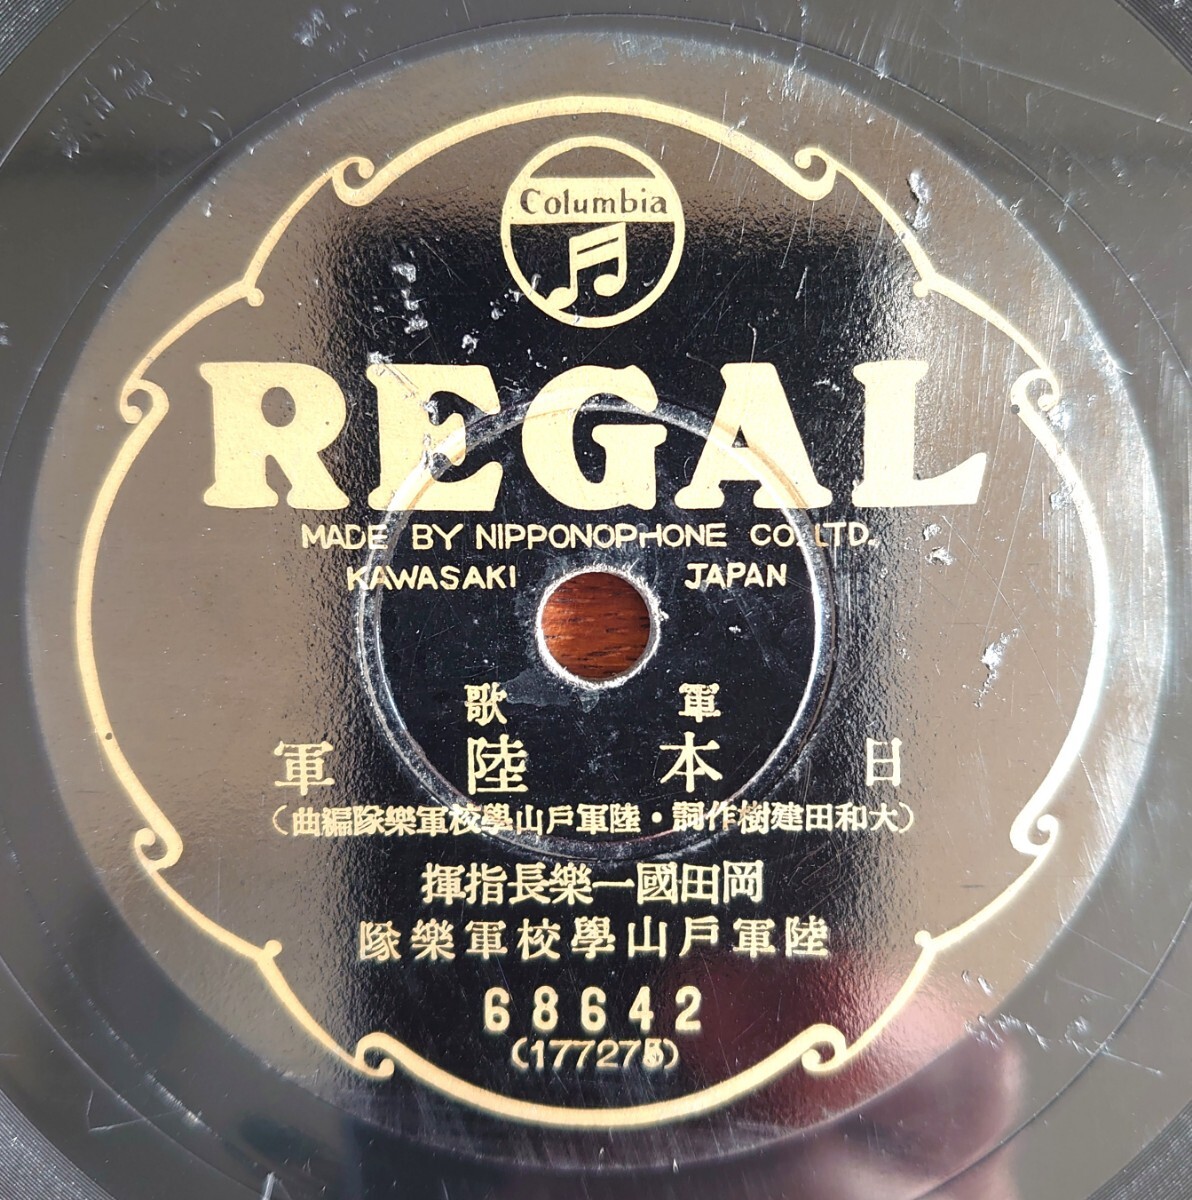 Columbia
REGAL
MADE BY NIPPONOPHONE CO. LTD.
KAWASAKI JAPAN
軍歌
日本陸軍
(大和田建樹作詞・陸軍戸山學校軍樂隊編曲)
岡田國一樂長指揮
陸軍戸山學校軍樂隊
68642